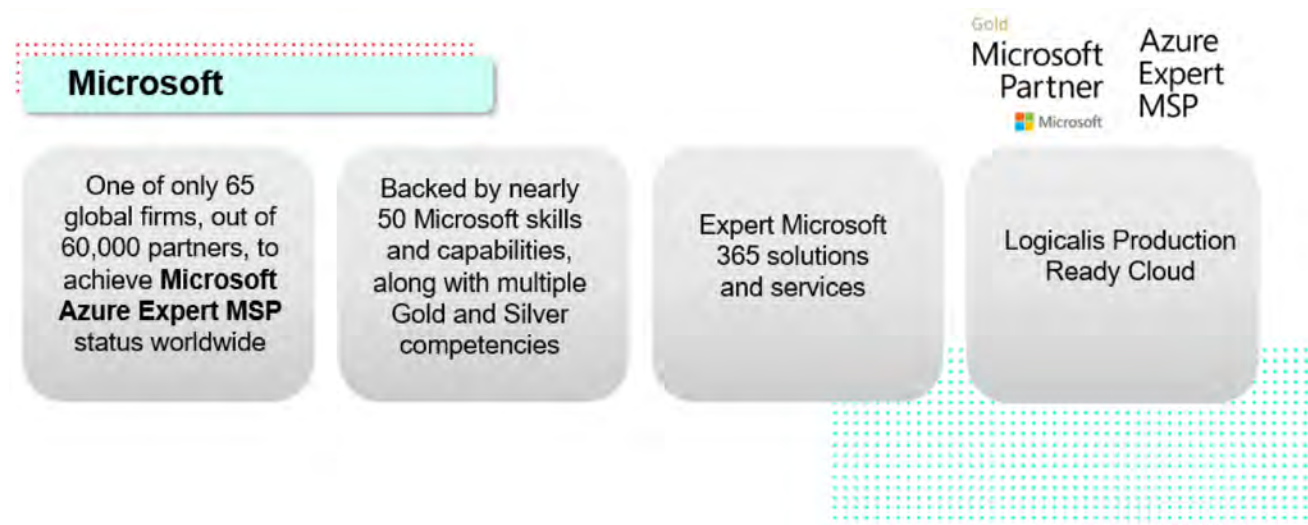 Microsoft
Gold
Microsoft
Partner
Microsoft
Azure
Expert
MSP
One of only 65
global firms, out of
60,000 partners, to
achieve Microsoft
Azure Expert MSP
status worldwide
Backed by nearly
50 Microsoft skills
and capabilities,
along with multiple
Gold and Silver
competencies
Expert Microsoft
365 solutions
and services
Logicalis Production
Ready Cloud